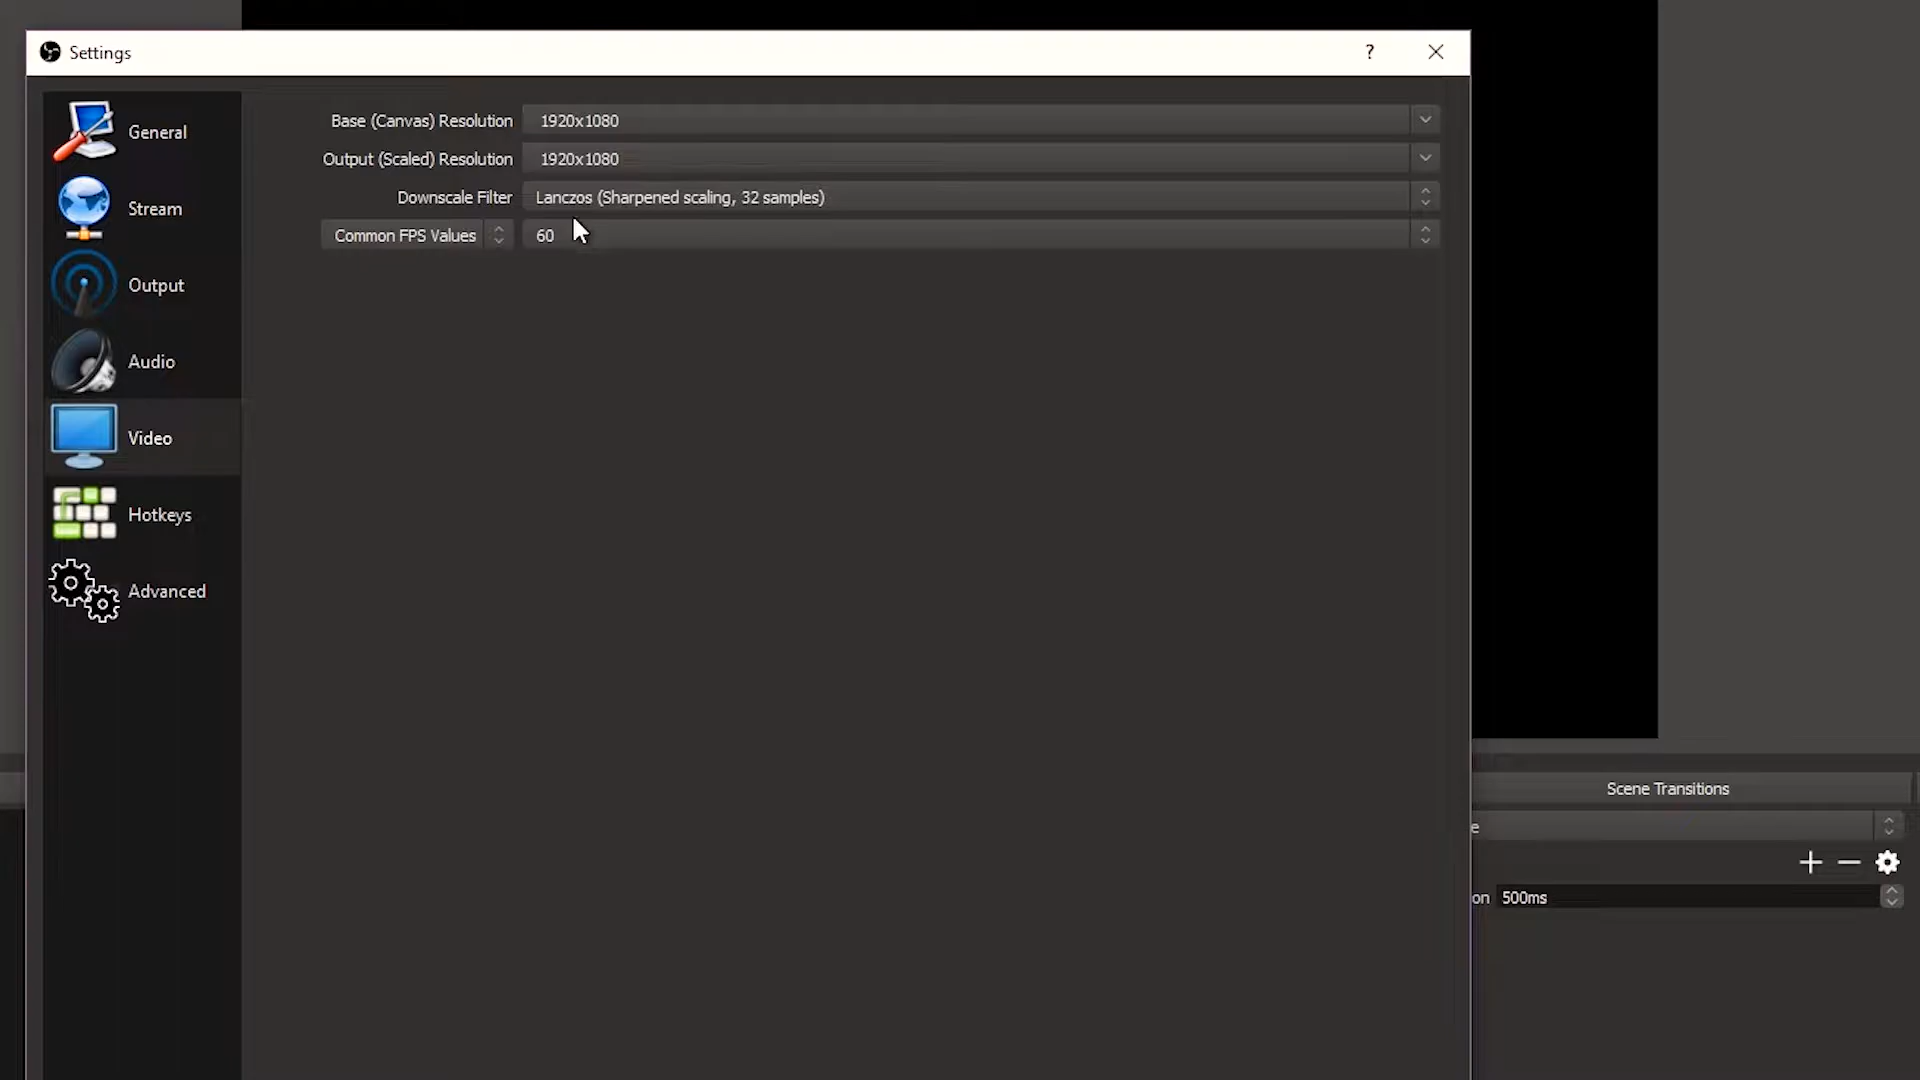 Settings
?
General
Stream
Output
Audio
Video
Hotkeys
Advanced
Base (Canvas) Resolution 1920x1080
Output (Scaled) Resolution 1920x1080
Downscale Filter Lanczos (Sharpened scaling, 32 samples)
Common FPS Values 60
Scene Transitions
e
on 500ms